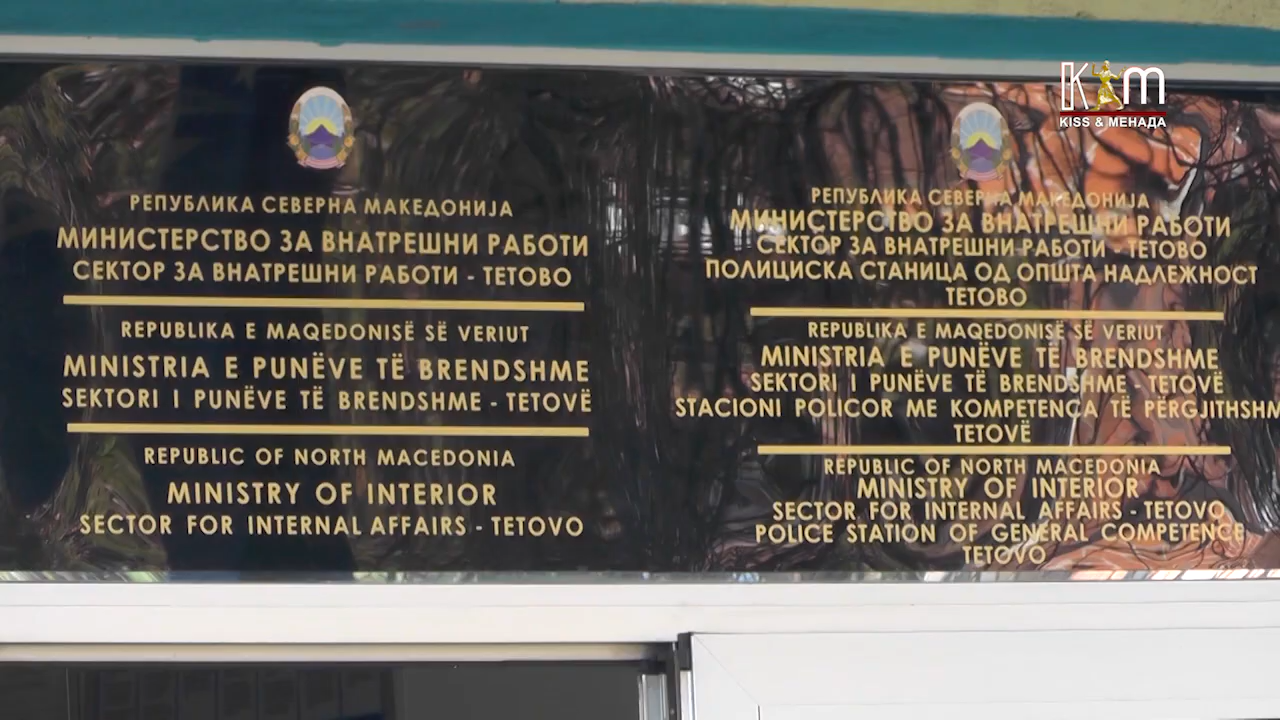 РЕПУБЛИКА СЕВЕРНА МАКЕДОНИЈА
МИНИСТЕРСТВО ЗА ВНАТРЕШНИ РАБОТИ
СЕКТОР ЗА ВНАТРЕШНИ РАБОТИ - ТЕТОВО
REPUBLIKA E MAQEDONISË SË VERIUT
MINISTRIA E PUNËVE TË BRENDSHME
SEKTORI I PUNËVE TË BRENDSHME - TETOVË
REPUBLIC OF NORTH MACEDONIA
MINISTRY OF INTERIOR
SECTOR FOR INTERNAL AFFAIRS - TETOVO
KM
KISS & МЕНАДА
РЕПУБЛИКА СЕВЕРНА МАКЕДОНИЈА
МИНИСТЕРСТВО ЗА ВНАТРЕШНИ РАБОТИ
СЕКТОР ЗА ВНАТРЕШНИ РАБОТИ - ТЕТОВО
ПОЛИЦИСКА СТАНИЦА ОД ОПШТА НАДЛЕЖНОСТ
ТЕТОВО
REPUBLIKA E MAQEDONISË SË VERIUT
MINISTRIA E PUNËVE TË BRENDSHME
SEKTORI I PUNËVE TË BRENDSHME - TETOVË
STACIONI POLICOR ME KOMPETENCA TË PËRGJITHSHM
TETOVË
REPUBLIC OF NORTH MACEDONIA
MINISTRY OF INTERIOR
SECTOR FOR INTERNAL AFFAIRS - TETOVO
POLICE STATION OF GENERAL COMPETENCE
TETOVO